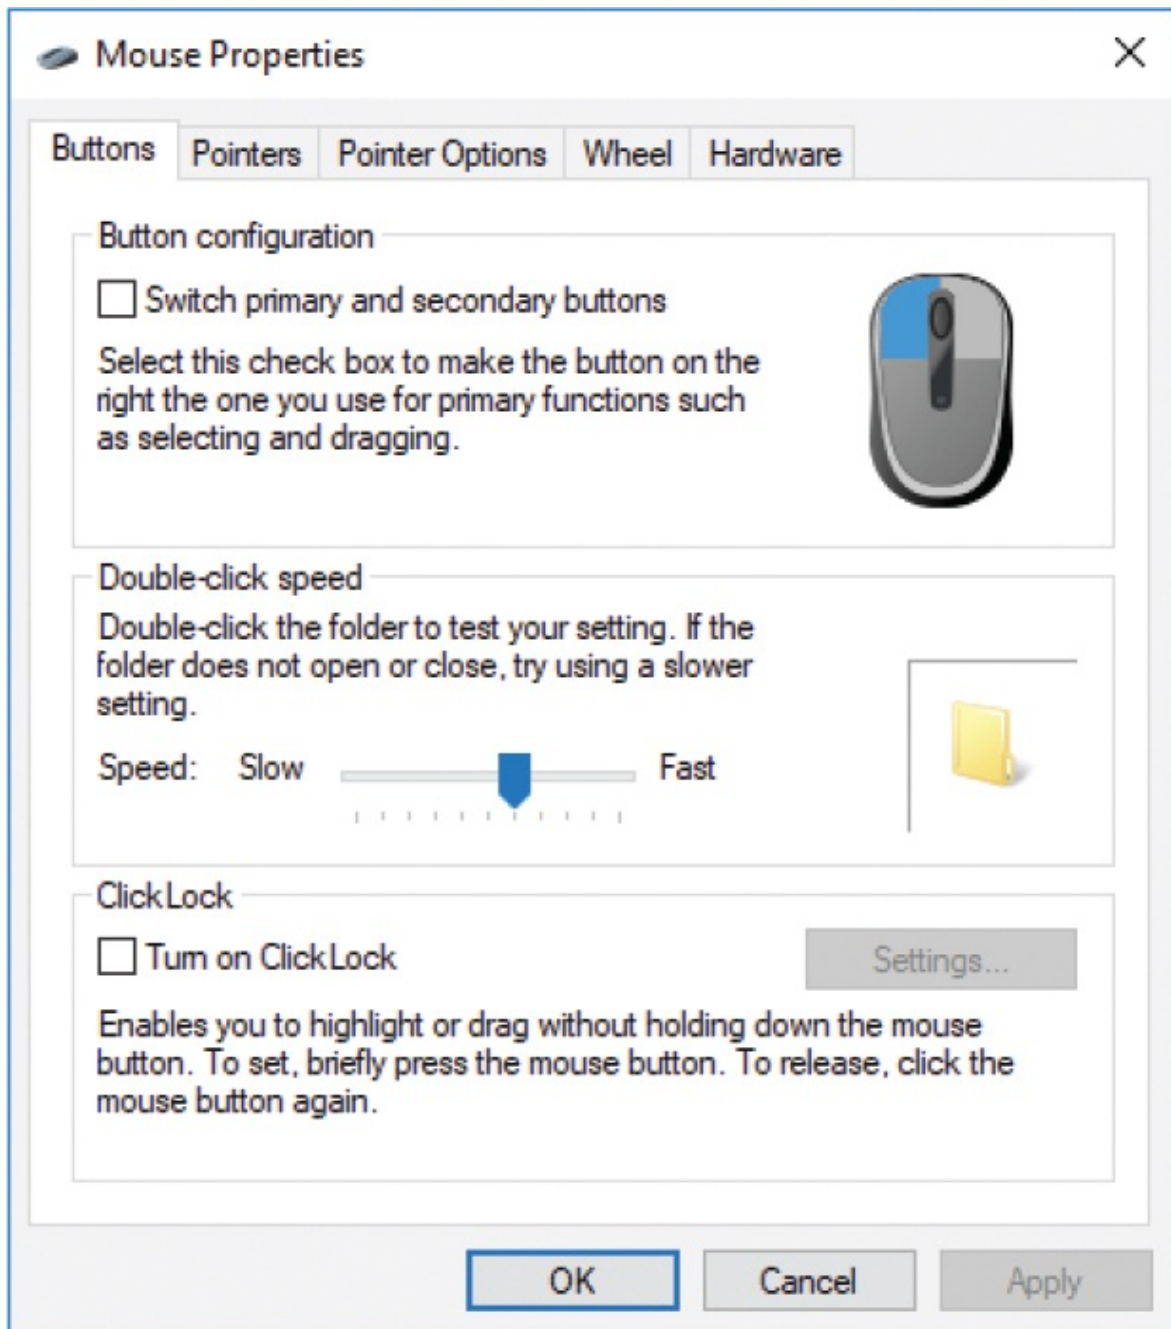 Mouse Properties
Buttons Pointers Pointer Options Wheel Hardware
Button configuration
Switch primary and secondary buttons
Select this check box to make the button on the
right the one you use for primary functions such
as selecting and dragging.
Double-click speed
Double-click the folder to test your setting. If the
folder does not open or close, try using a slower
setting.
Speed: Slow Fast
ClickLock
Turn on ClickLock
Settings...
Enables you to highlight or drag without holding down the mouse
button. To set, briefly press the mouse button. To release, click the
mouse button again.
OK Cancel Apply